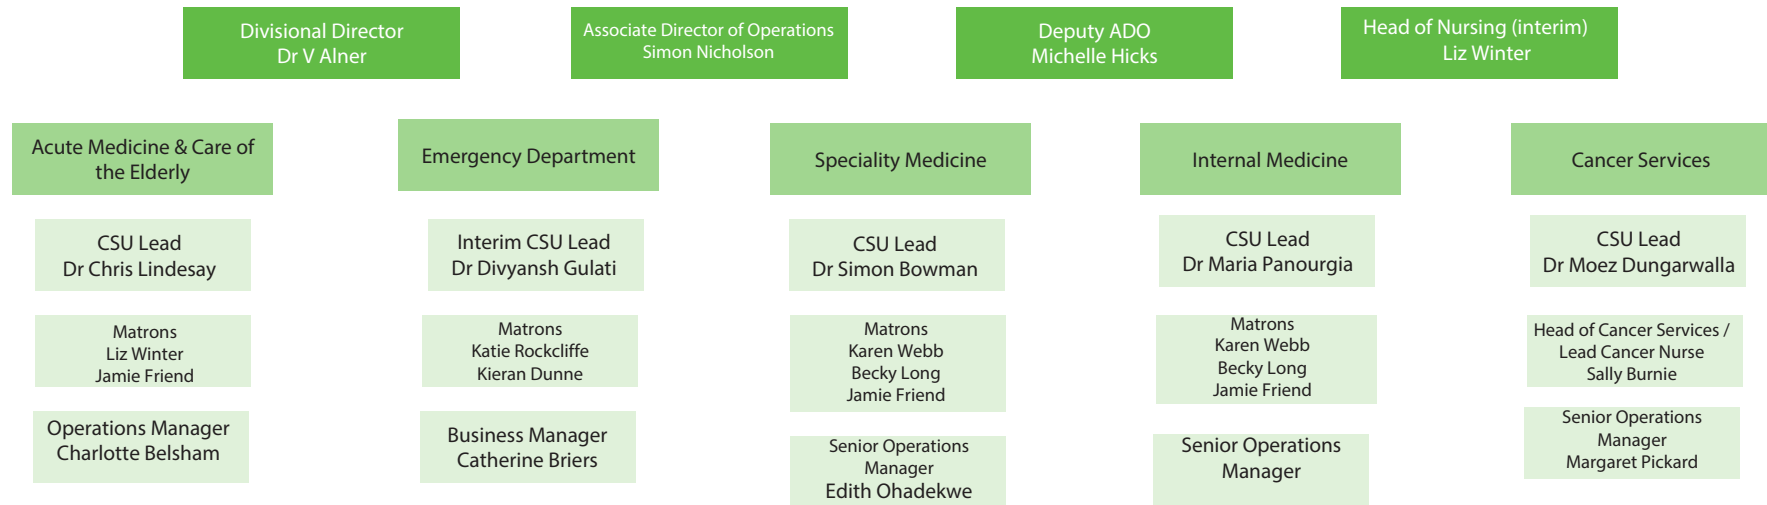 Divisional Director
Dr V Alner
Associate Director of Operations
Simon Nicholson
Deputy ADO
Michelle Hicks
Head of Nursing (interim)
Liz Winter
Acute Medicine & Care of
the Elderly
Emergency Department
Speciality Medicine
Internal Medicine
Cancer Services
CSU Lead
Dr Chris Lindesay
Interim CSU Lead
Dr Divyansh Gulati
CSU Lead
Dr Simon Bowman
CSU Lead
Dr Maria Panourgia
CSU Lead
Dr Moez Dungarwalla
Matrons
Liz Winter
Jamie Friend
Matrons
Katie Rockcliffe
Kieran Dunne
Matrons
Karen Webb
Becky Long
Jamie Friend
Matrons
Karen Webb
Becky Long
Jamie Friend
Head of Cancer Services /
Lead Cancer Nurse
Sally Burnie
Operations Manager
Charlotte Belsham
Business Manager
Catherine Briers
Senior Operations
Manager
Edith Ohadekwe
Senior Operations
Manager
Senior Operations
Manager
Margaret Pickard